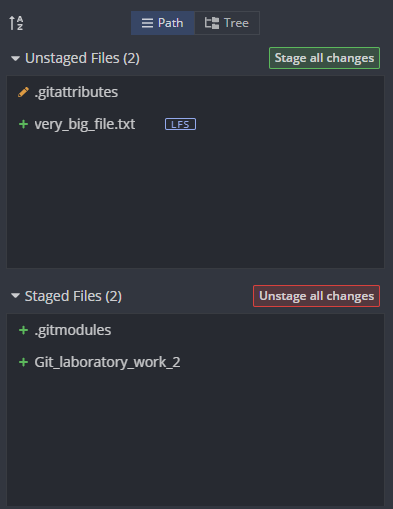 A Z
Path Tree
Unstaged Files (2) Stage all changes
.gitattributes
very_big_file.txt LFS
Staged Files (2) Unstage all changes
.gitmodules
Git_laboratory_work_2